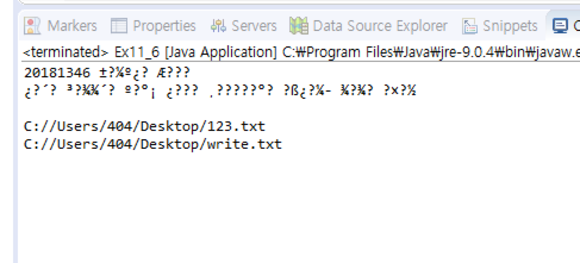 Markers Properties Servers Data Source Explorer Snippets
<terminated> Ex11_6 [Java Application] C:₩Program Files₩Java₩jre-9.0.4₩bin₩javaw.e
20181346 ±?¼º¿? Æ???
¿?´? ³?¾¾´? º?°¡ ¿??? ¸?????°? ?ß¿?¼- ¾?¾? ?×?½
C://Users/404/Desktop/123.txt
C://Users/404/Desktop/write.txt